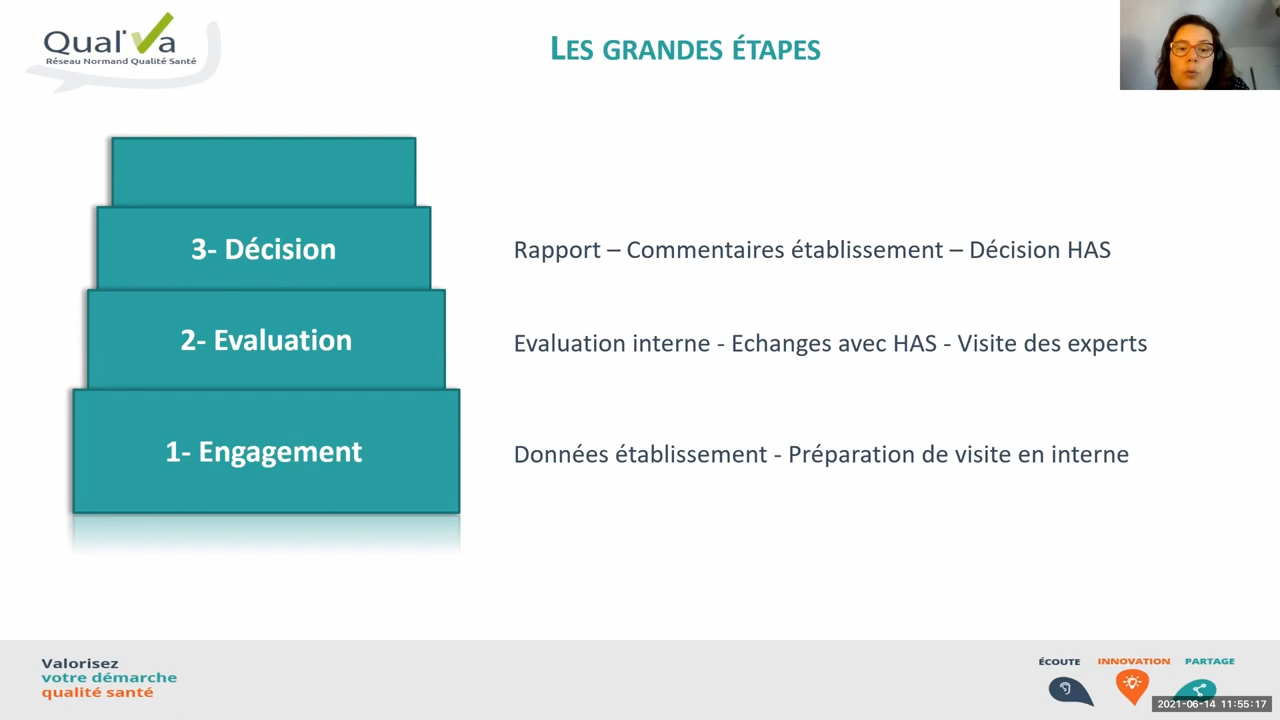 Qual'Va
Réseau Normand Qualité Santé
LES GRANDES ÉTAPES
3- Décision
Rapport – Commentaires établissement – Décision HAS
2- Evaluation
Evaluation interne - Echanges avec HAS - Visite des experts
1- Engagement
Données établissement - Préparation de visite en interne
Valorisez
votre démarche
qualité santé
ÉCOUTE
INNOVATION
PARTAGE
2021-06-14 11:55:17